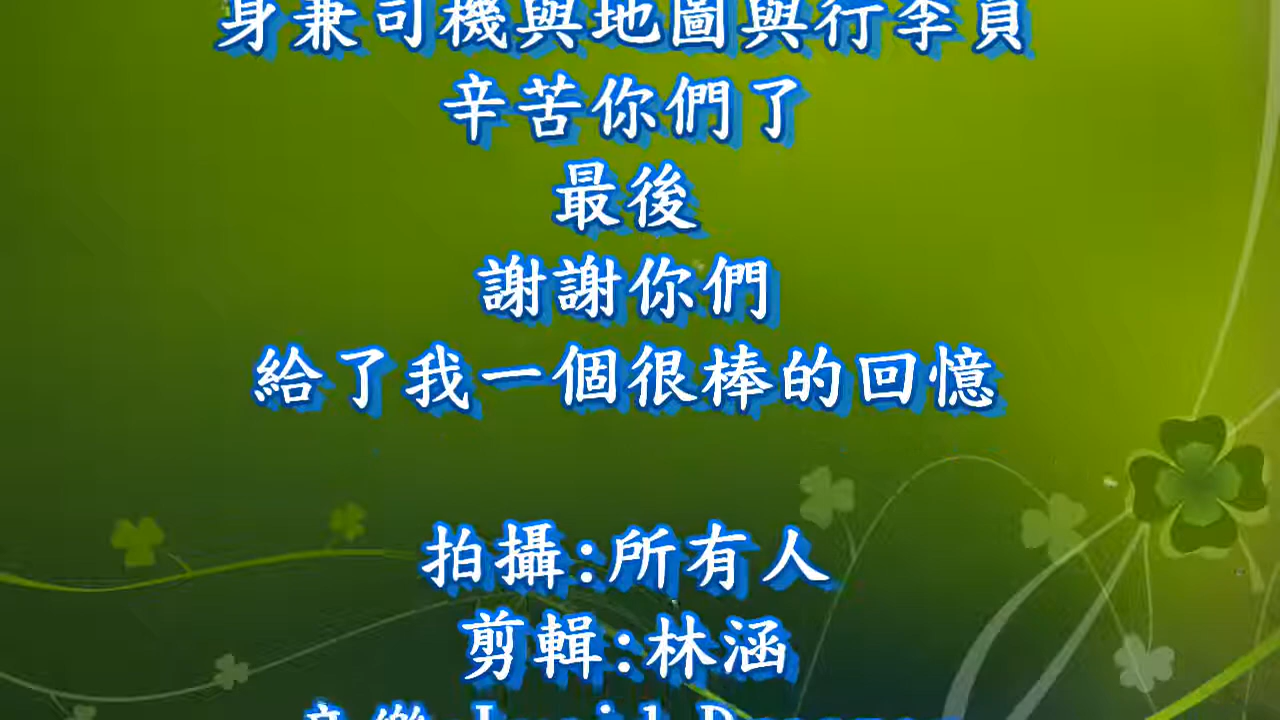 身兼司機與地圖與行李員
辛苦你們了
最後
謝謝你們
給了我一個很棒的回憶
拍攝:所有人
剪輯:林涵